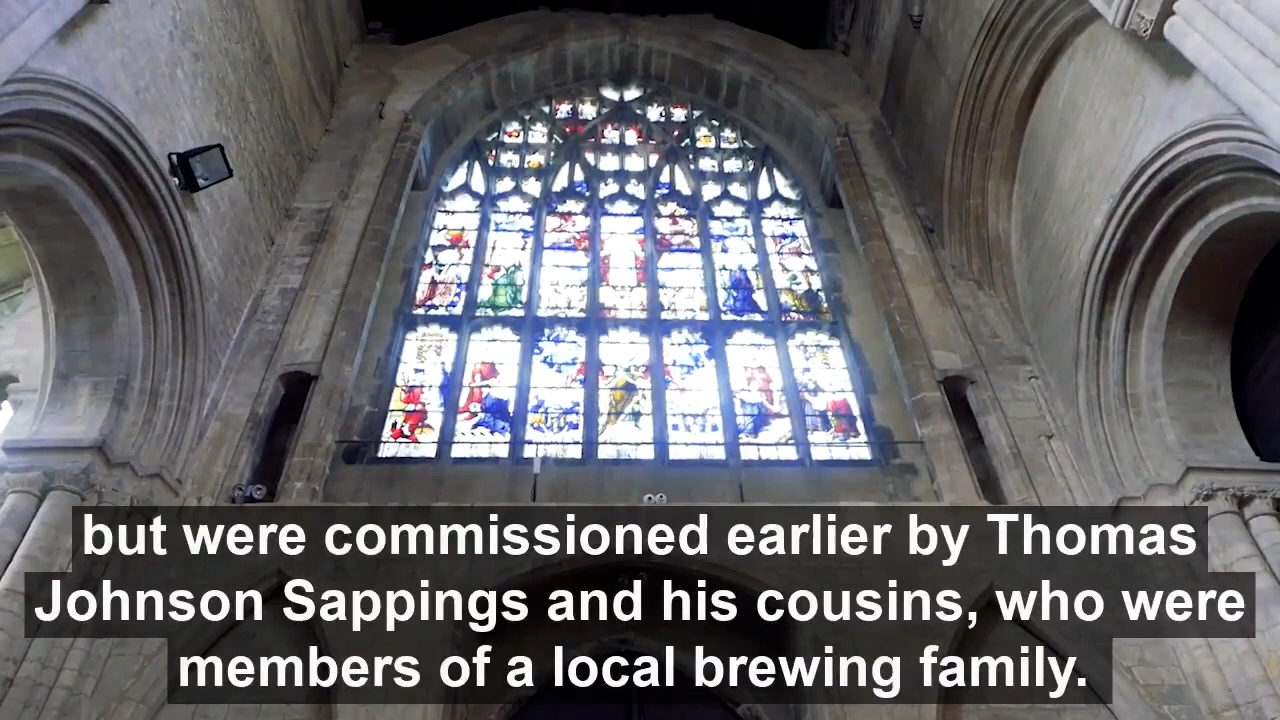 but were commissioned earlier by Thomas
Johnson Sappings and his cousins, who were
members of a local brewing family.